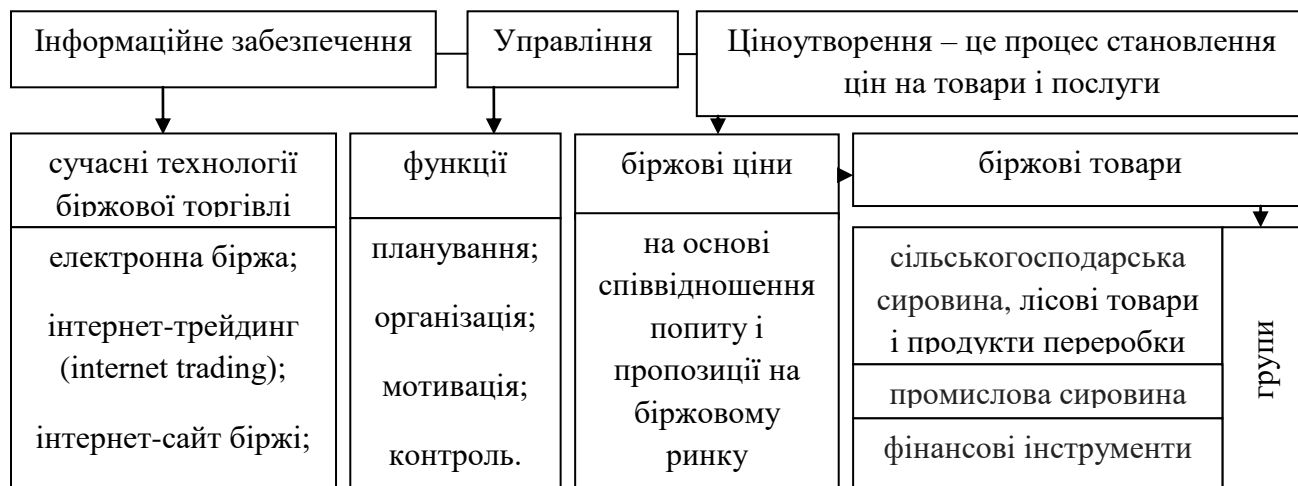 Інформаційне забезпечення
Управління
Ціноутворення – це процес становлення
цін на товари і послуги
сучасні технології
біржової торгівлі
електронна біржа;
інтернет-трейдинг
(internet trading);
інтернет-сайт біржі;
функції
планування;
організація;
мотивація;
контроль.
біржові ціни
на основі
співвідношення
попиту і
пропозиції на
біржовому
ринку
біржові товари
сільськогосподарська
сировина, лісові товари
і продукти переробки
промислова сировина
фінансові інструменти
групи